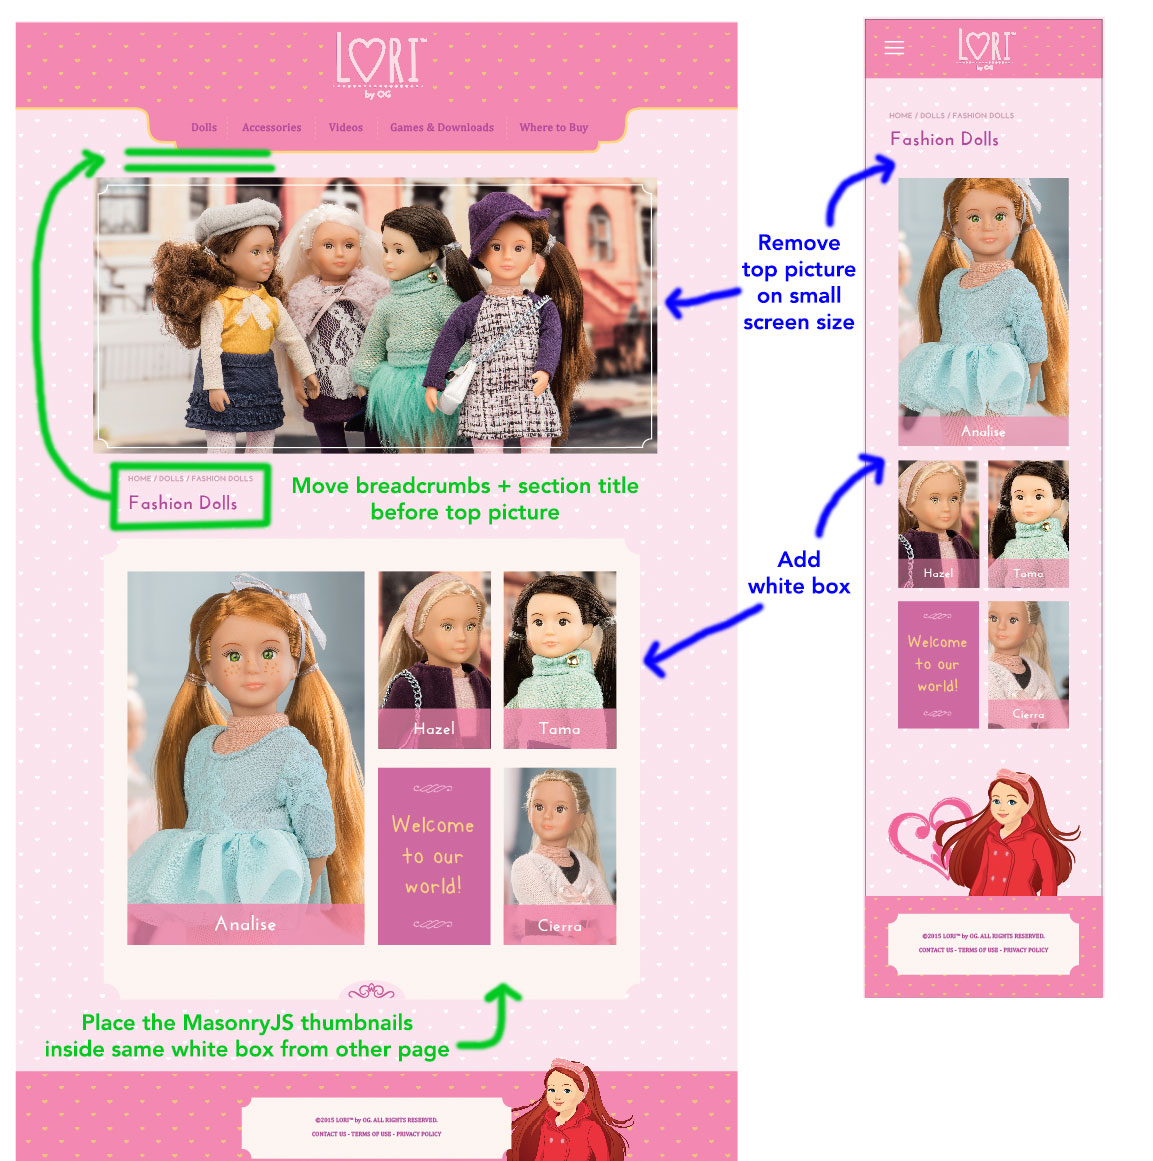 LORI™
by OG
Dolls
Accessories
Videos
Games & Downloads
Where to Buy
HOME / DOLLS / FASHION DOLLS
Fashion Dolls
Move breadcrumbs + section title
before top picture
Analise
Hazel
Tama
Welcome
to our
world!
Cierra
Place the MasonryJS thumbnails
inside same white box from other page
©2015 LORI™ by OG. ALL RIGHTS RESERVED.
CONTACT US - TERMS OF USE - PRIVACY POLICY
Remove
top picture
on small
screen size
Add
white box
LORI™
by OG
HOME / DOLLS / FASHION DOLLS
Fashion Dolls
Analise
Hazel
Tama
Welcome
to our
world!
Cierra
©2015 LORI™ by OG. ALL RIGHTS RESERVED.
CONTACT US - TERMS OF USE - PRIVACY POLICY